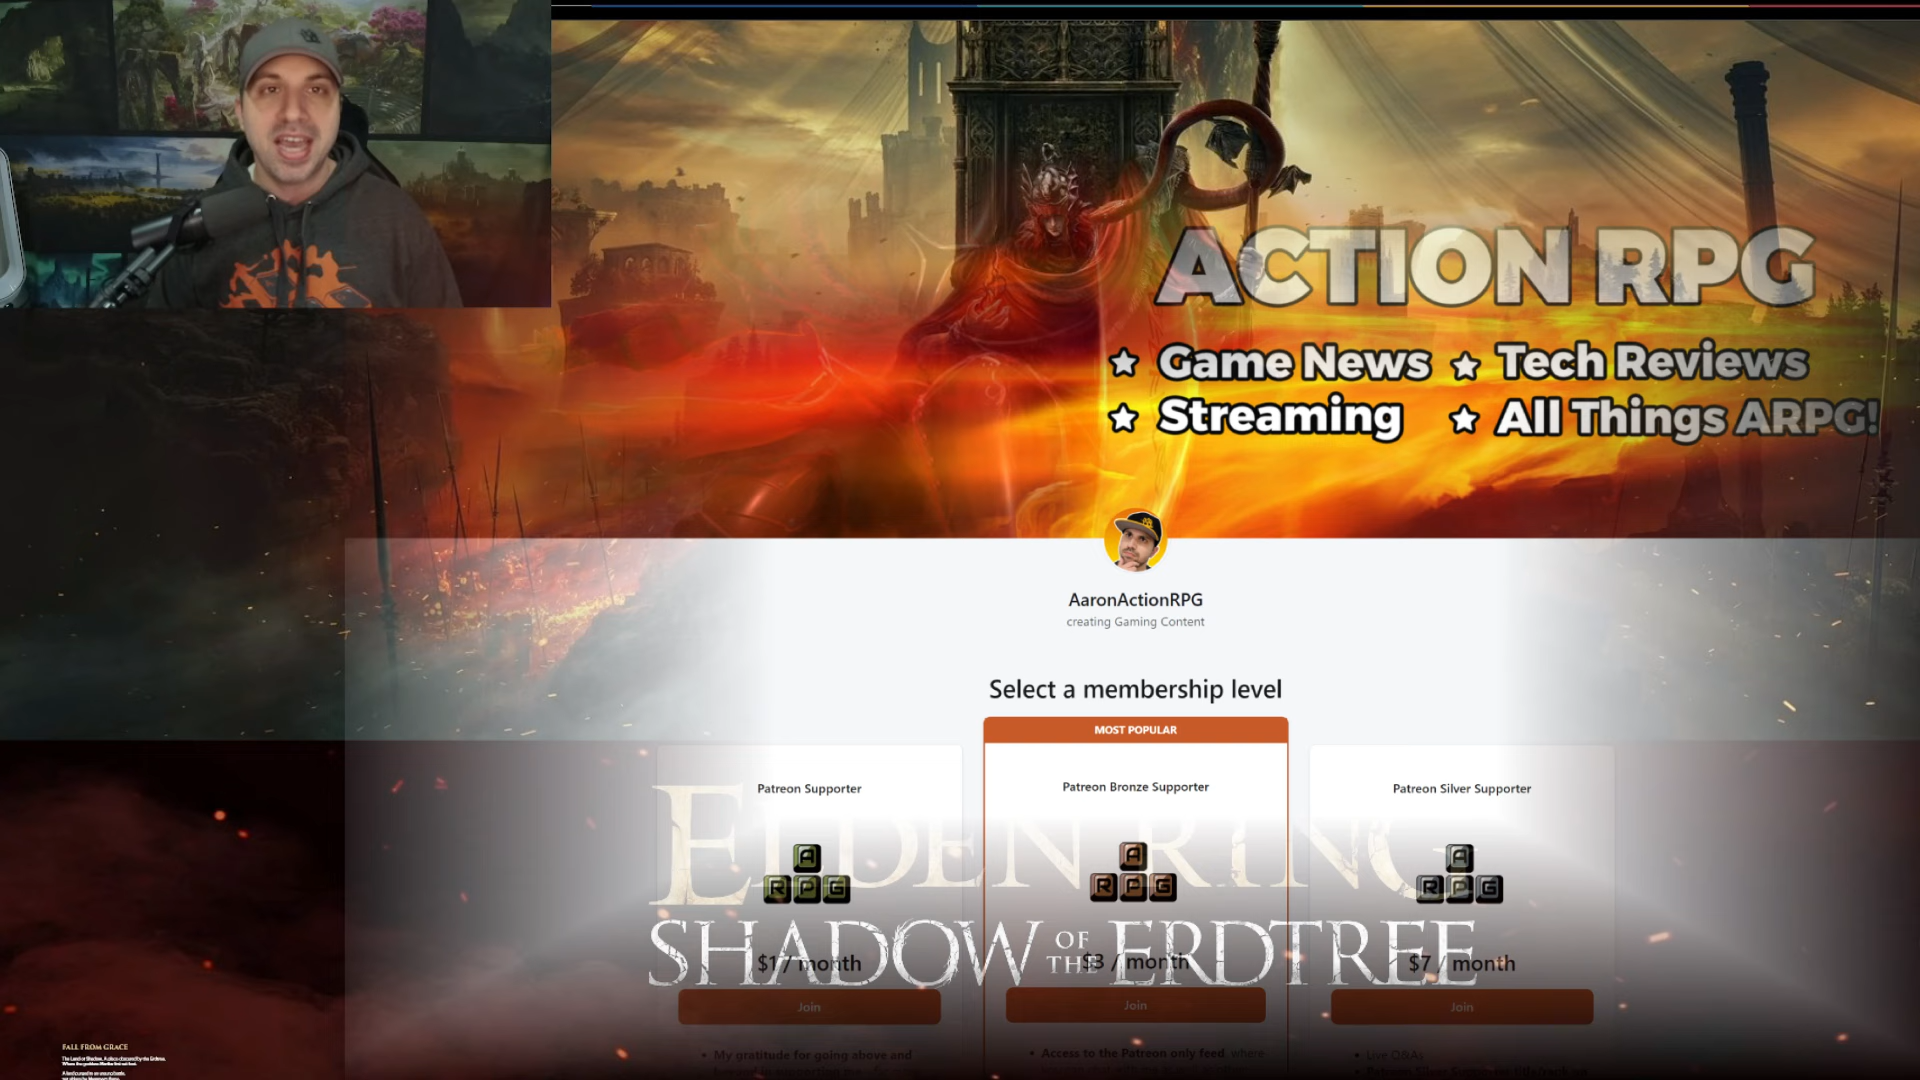 ACTION RPG
★ Game News ★ Tech Reviews
★ Streaming ★ All Things ARPG!
AaronActionRPG
creating Gaming Content
Select a membership level
MOST POPULAR
Patreon Supporter
Patreon Bronze Supporter
Patreon Silver Supporter
ELDEN RING
A
RPG
A
RPG
A
RPG
SHADOW OF THE ERDTREE
$1 / month
$3 / month
$7 / month
Join
Join
Join
FALL FROM GRACE
• My gratitude for going above and
• Access to the Patreon only feed, where
• Live Q&As